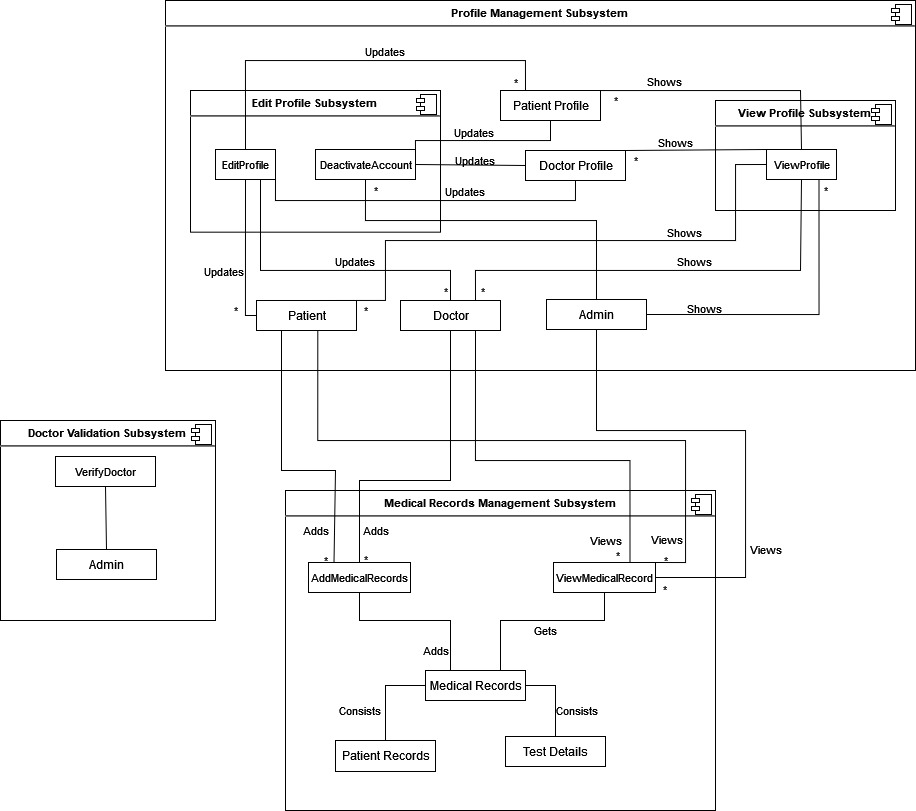 Profile Management Subsystem
Updates
*
Shows
*
Edit Profile Subsystem
Patient Profile
View Profile Subsystem
Updates
EditProfile
DeactivateAccount
Updates
Doctor Profile
Shows
*
ViewProfile
*
Updates
*
Shows
Updates
Updates
Shows
*
*
*
*
Patient
Doctor
Admin
Shows
Doctor Validation Subsystem
VerifyDoctor
Admin
Medical Records Management Subsystem
Adds
Adds
Views
Views
Views
*
*
*
*
AddMedicalRecords
ViewMedicalRecord
*
Adds
Gets
Medical Records
Consists
Consists
Patient Records
Test Details